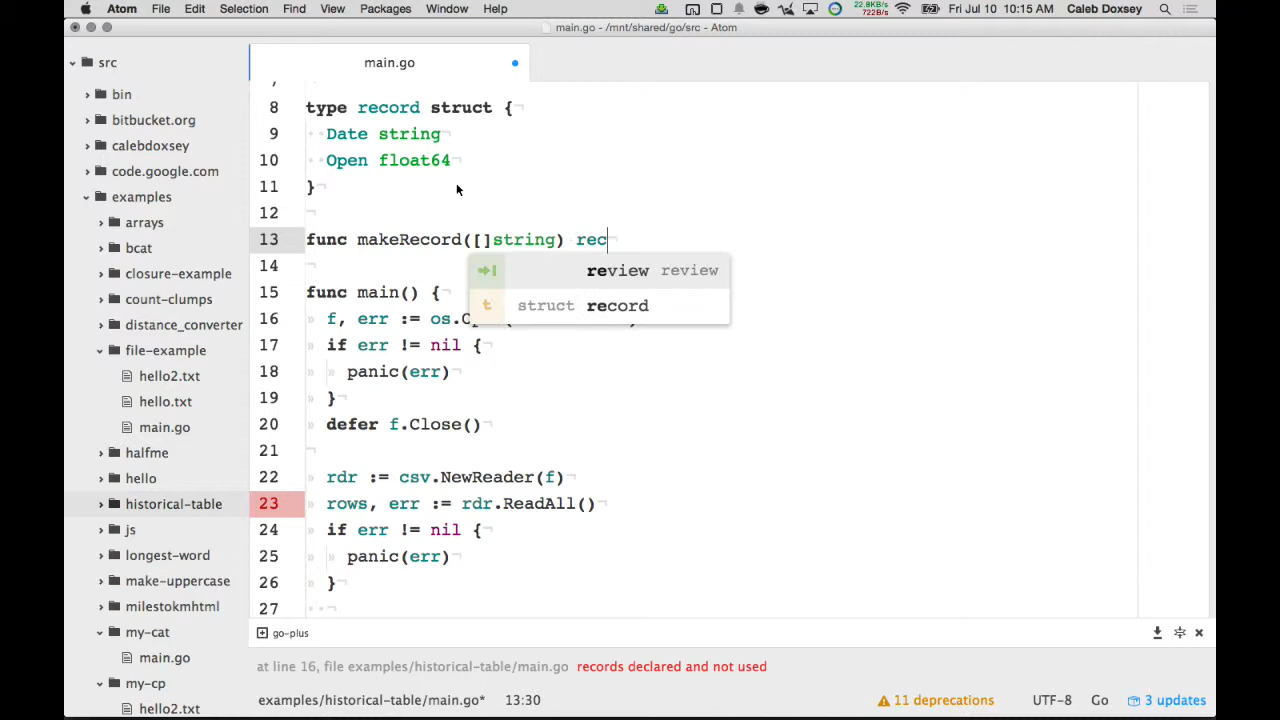 Atom File Edit Selection Find View Packages Window Help 22.8KB/s 722B/s Fri Jul 10 10:15 AM Caleb Doxsey
main.go - /mnt/shared/go/src - Atom
src
bin
bitbucket.org
calebdoxsey
code.google.com
examples
arrays
bcat
closure-example
count-clumps
distance_converter
file-example
hello2.txt
hello.txt
main.go
halfme
hello
historical-table
js
longest-word
make-uppercase
milestokmhtml
my-cat
main.go
my-cp
hello2.txt
main.go
8 type record struct {
9 Date string
10 Open float64
11 }
12
13 func makeRecord([]string) rec
review review
t struct record
14
15 func main() {
16 f, err := os.
17 if err != nil {
18 panic(err)
19 }
20 defer f.Close()
21
22 rdr := csv.NewReader(f)
23 rows, err := rdr.ReadAll()
24 if err != nil {
25 panic(err)
26 }
27
go-plus
at line 16, file examples/historical-table/main.go records declared and not used
examples/historical-table/main.go* 13:30 11 deprecations UTF-8 Go 3 updates